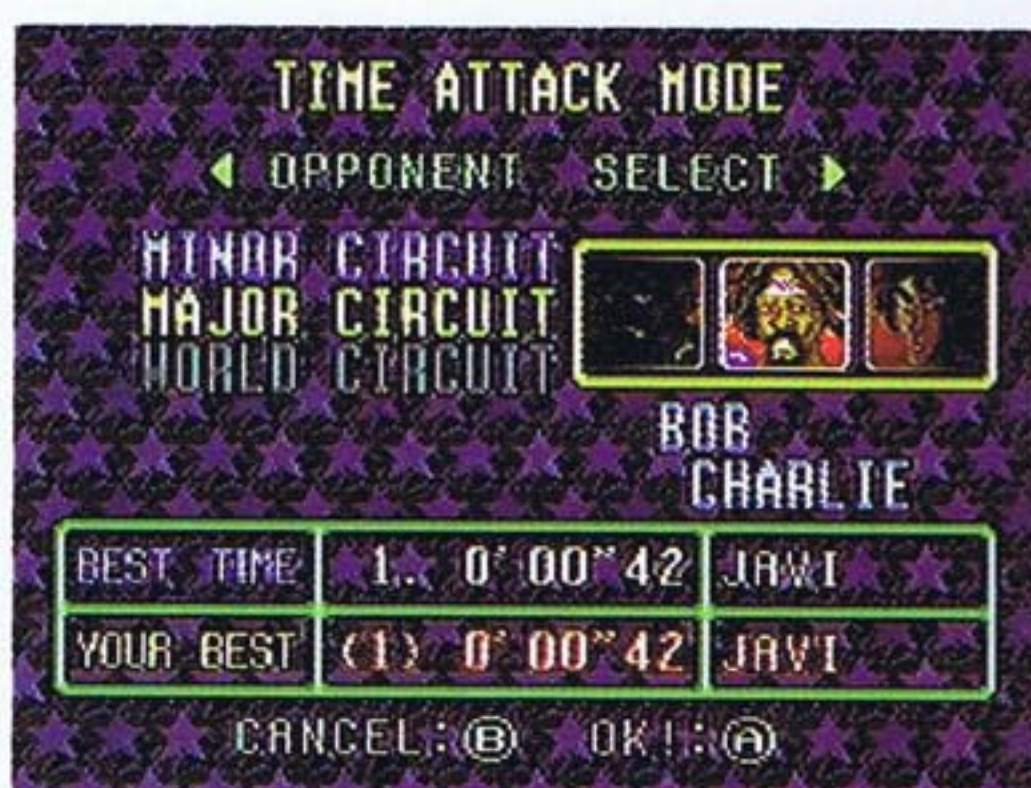 TIME ATTACK MODE
◀ OPPONENT SELECT ▶
MINOR CIRCUIT
MAJOR CIRCUIT
WORLD CIRCUIT
BOB
CHARLIE
BEST TIME 1. 0'00"42 JAVI
YOUR BEST (1) 0'00"42 JAVI
CANCEL:Ⓑ OK!:Ⓐ